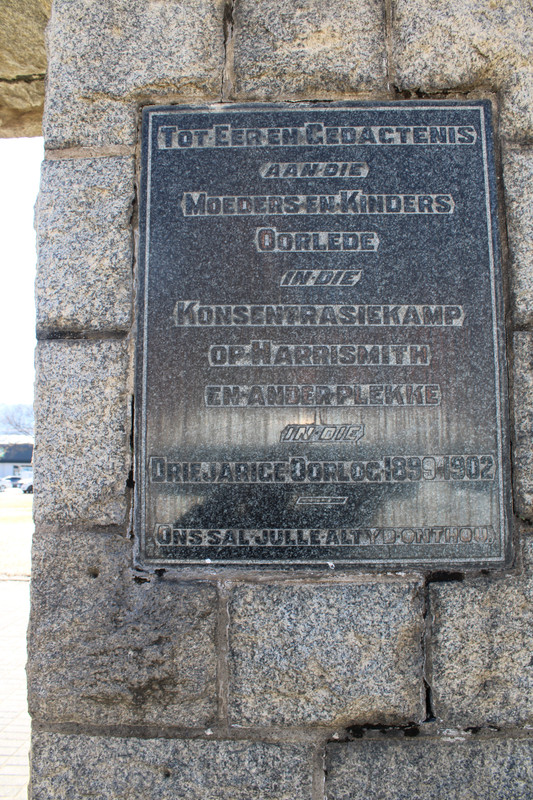 TOT EER EN GEDACTENIS
AAN DIE
MOEDERS EN KINDERS
OORLEDE
IN DIE
KONSENTRASIEKAMP
OP HARRISMITH
EN ANDER PLEKKE
IN DIE
DRIEJARIGE OORLOG 1899-1902
ONS SAL JULLE ALTYD ONTHOU.